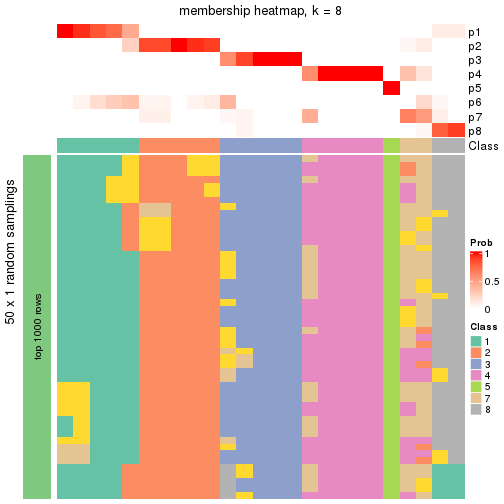 membership heatmap, k = 8
p1
p2
p3
p4
p5
p6
p7
p8
Class
50 x 1 random samplings
top 1000 rows
Prob
1
0.5
0
Class
1
2
3
4
5
7
8